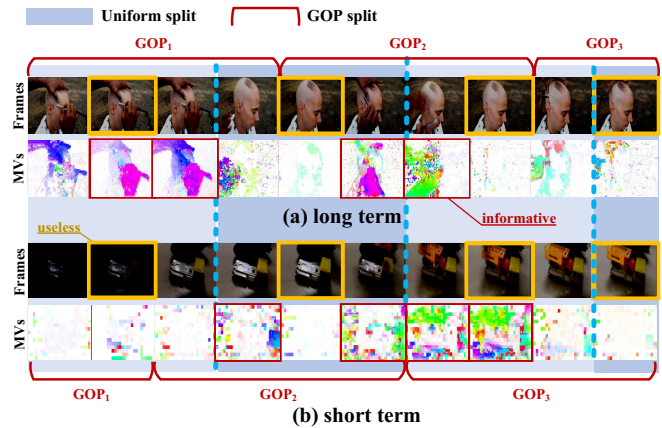 Uniform split
GOP split
GOP₁
GOP₂
GOP₃
Frames
MVs
(a) long term
informative
useless
Frames
MVs
GOP₁
GOP₂
GOP₃
(b) short term